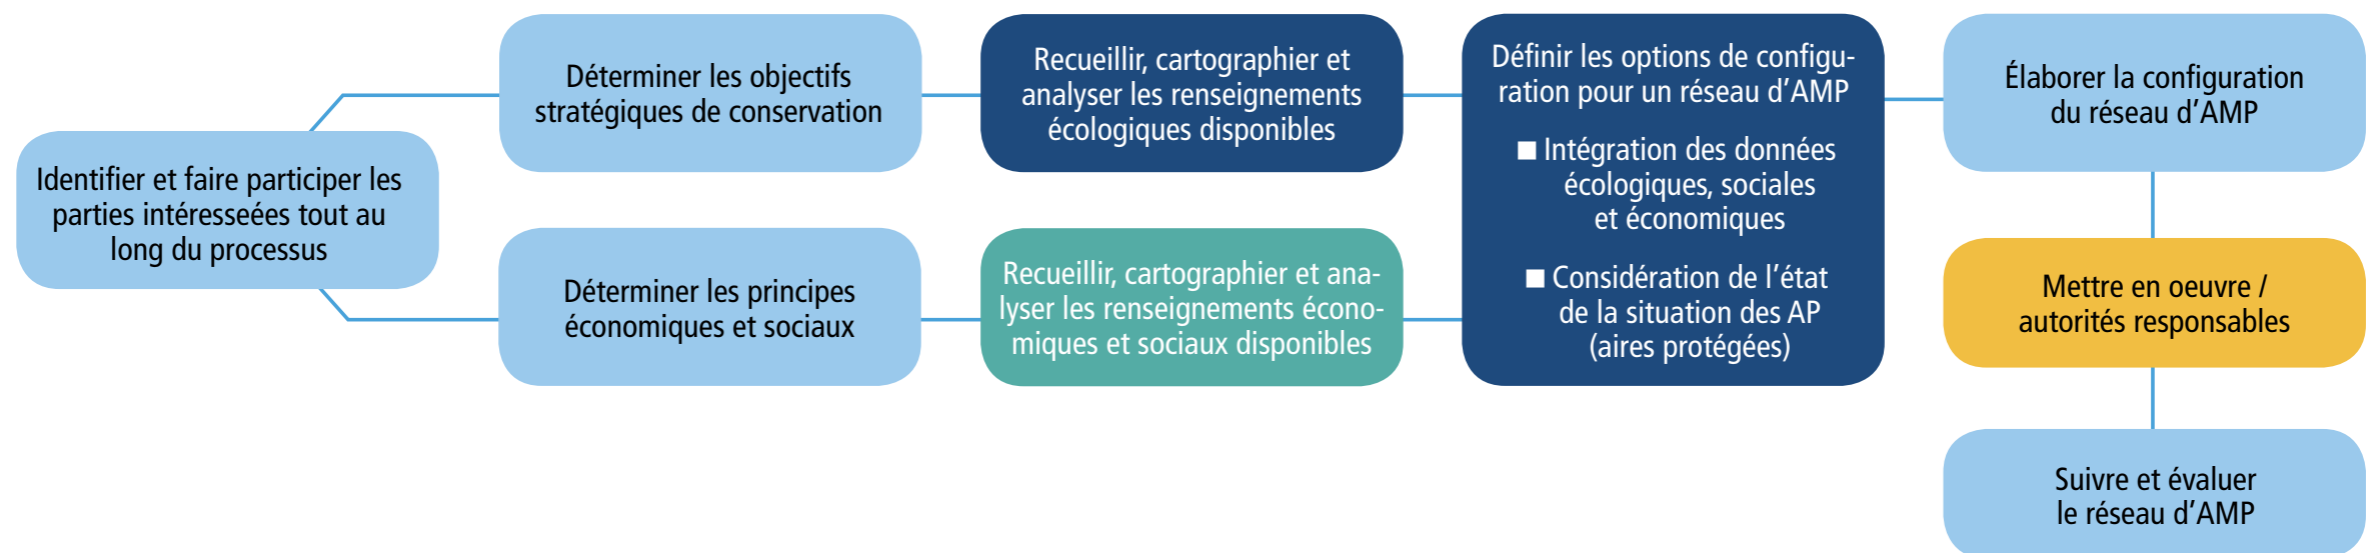 Identifier et faire participer les
parties intéresseées tout au
long du processus
Déterminer les objectifs
stratégiques de conservation
Déterminer les principes
économiques et sociaux
Recueillir, cartographier et
analyser les renseignements
écologiques disponibles
Recueillir, cartographier et ana-
lyser les renseignements écono-
miques et sociaux disponibles
Définir les options de configu-
ration pour un réseau d’AMP
■ Intégration des données
écologiques, sociales
et économiques
■ Considération de l’état
de la situation des AP
(aires protégées)
Élaborer la configuration
du réseau d’AMP
Mettre en oeuvre /
autorités responsables
Suivre et évaluer
le réseau d’AMP